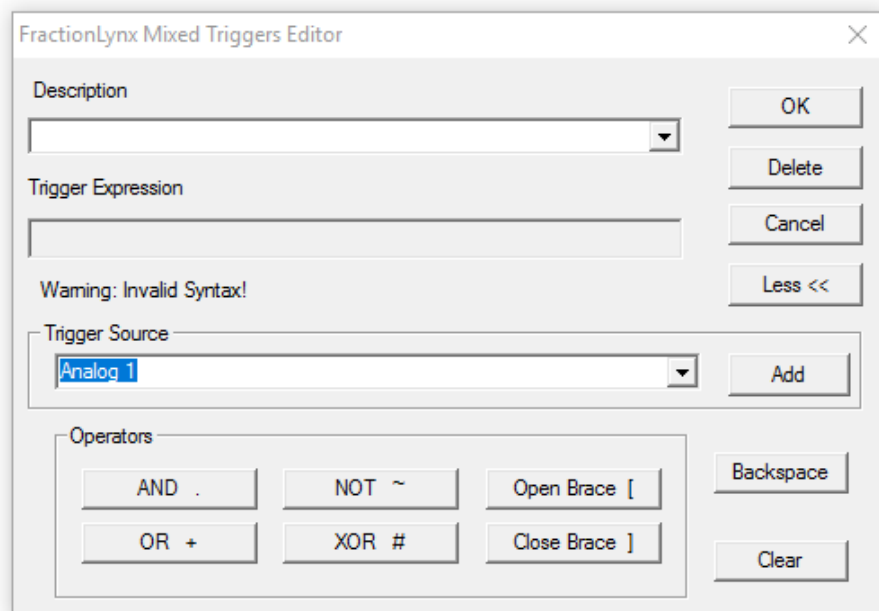 FractionLynx Mixed Triggers Editor
Description
OK
Delete
Trigger Expression
Cancel
Warning: Invalid Syntax!
Less <<
Trigger Source
Analog 1
Add
Operators
AND .
NOT ~
Open Brace [
Backspace
OR +
XOR #
Close Brace ]
Clear